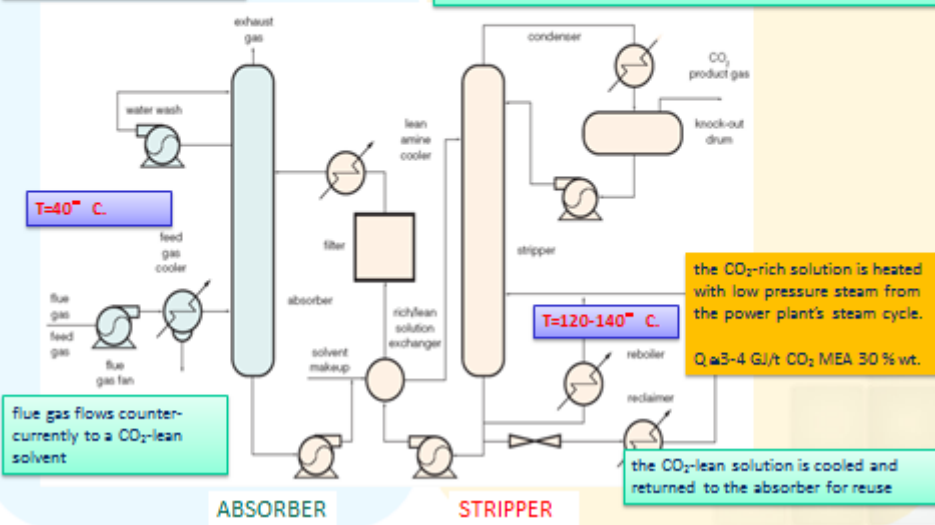 exhaust
gas
condenser
CO2
product gas
water wash
lean
amine
cooler
knock-out
drum
T=40° C.
feed
gas
cooler
filter
stripper
the CO₂-rich solution is heated
with low pressure steam from
the power plant's steam cycle.
Q ≅3-4 GJ/t CO₂ MEA 30 % wt.
flue
gas
feed
gas
absorber
rich/lean
solution
exchanger
T=120-140° C.
solvent
makeup
reboiler
flue
gas fan
reclaimer
flue gas flows counter-
currently to a CO₂-lean
solvent
the CO₂-lean solution is cooled and
returned to the absorber for reuse
ABSORBER
STRIPPER